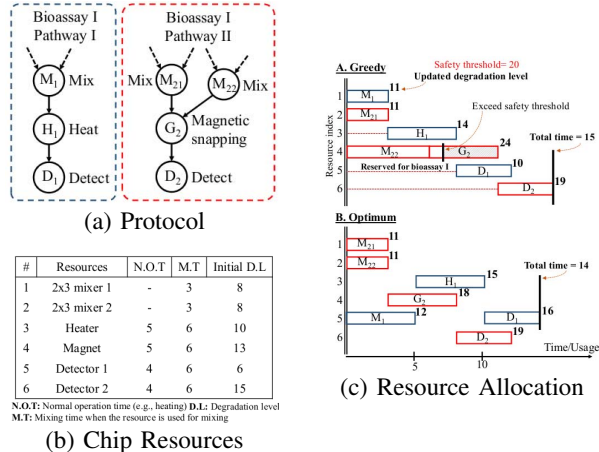 Bioassay I
Pathway I
Bioassay I
Pathway II
M1
Mix
Mix
M21
M22
Mix
H1
Heat
Magnetic
snapping
G2
D1
Detect
D2
Detect
(a) Protocol
# Resources N.O.T M.T Initial D.L
1 2x3 mixer 1 - 3 8
2 2x3 mixer 2 - 3 8
3 Heater 5 6 10
4 Magnet 5 6 13
5 Detector 1 4 6 6
6 Detector 2 4 6 15
N.O.T: Normal operation time (e.g., heating) D.L: Degradation level
M.T: Mixing time when the resource is used for mixing
(b) Chip Resources
A. Greedy
Safety threshold= 20
Updated degradation level
Resource index
1 M1 11
2 M21 11
Exceed safety threshold
3 H1 14
4 M22 G2 24
Total time = 15
Reserved for bioassay I
5 D1 10
6 D2 19
B. Optimum
1 M21 11
2 M22 11
Total time = 14
3 H1 15
4 G2 18
5 M1 12 D1 16
6 D2 19
Time/Usage
5 10
(c) Resource Allocation